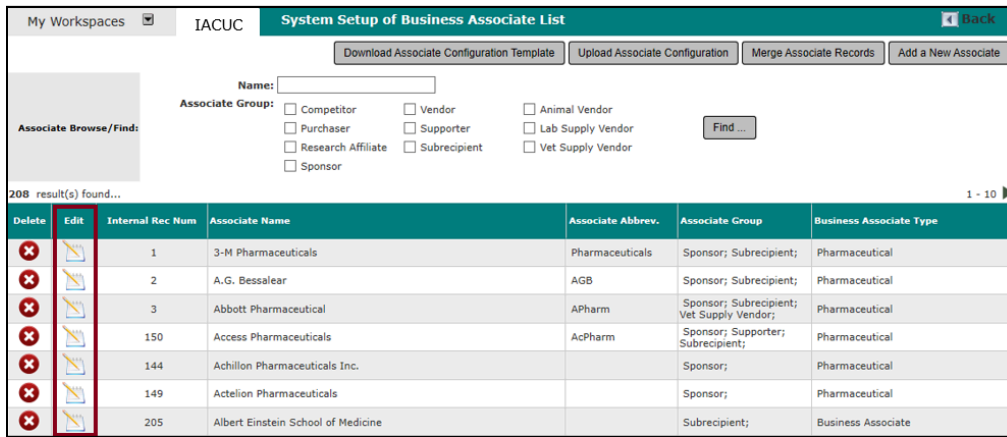 My Workspaces IACUC System Setup of Business Associate List Back
Download Associate Configuration Template Upload Associate Configuration Merge Associate Records Add a New Associate
Associate Browse/Find:
Name:
Associate Group:
Competitor Vendor Animal Vendor
Purchaser Supporter Lab Supply Vendor
Research Affiliate Subrecipient Vet Supply Vendor
Sponsor
Find ...
208 result(s) found... 1 - 10
Delete Edit Internal Rec Num Associate Name Associate Abbrev. Associate Group Business Associate Type
1 3-M Pharmaceuticals Pharmaceuticals Sponsor; Subrecipient; Pharmaceutical
2 A.G. Bessalear AGB Sponsor; Subrecipient; Pharmaceutical
3 Abbott Pharmaceutical APharm Sponsor; Subrecipient; Vet Supply Vendor; Pharmaceutical
150 Access Pharmaceuticals AcPharm Sponsor; Supporter; Subrecipient; Pharmaceutical
144 Achillon Pharmaceuticals Inc. Sponsor; Pharmaceutical
149 Actelion Pharmaceuticals Sponsor; Pharmaceutical
205 Albert Einstein School of Medicine Subrecipient; Business Associate